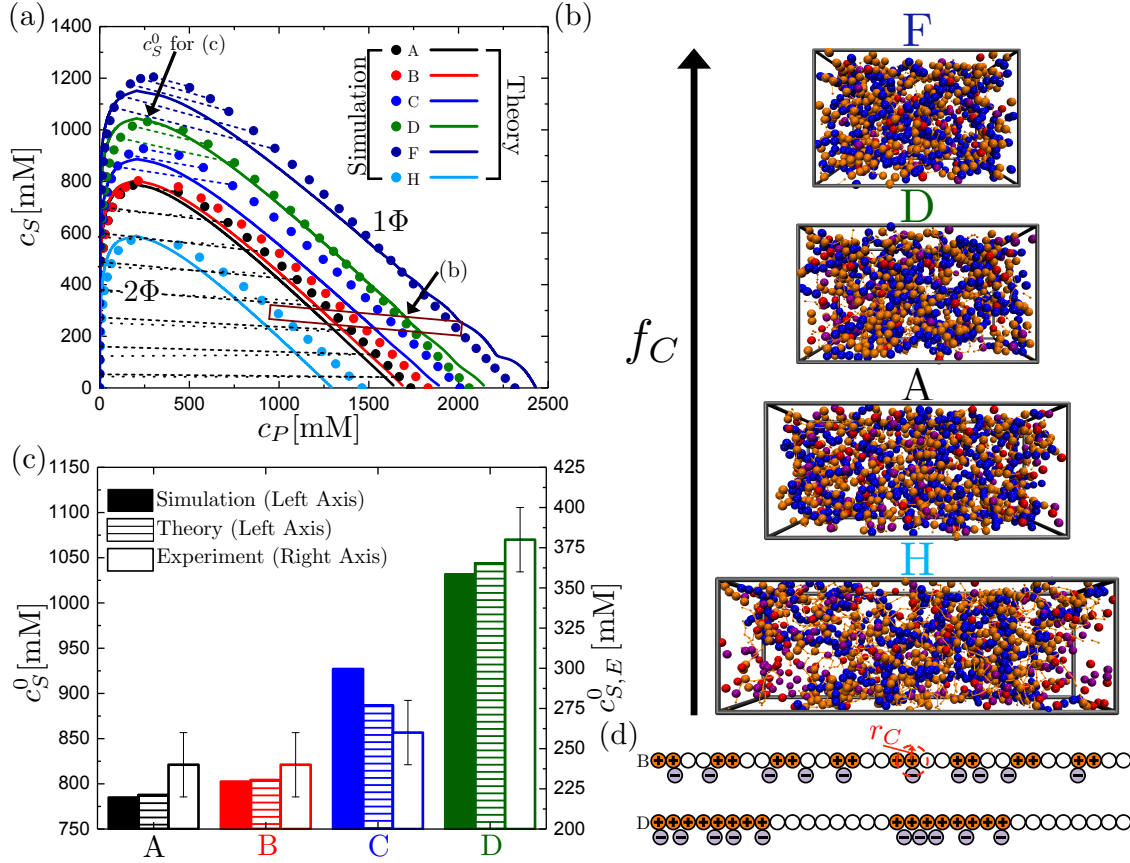 (a)
1400
1200
1000
800
600
400
200
0
c_S [mM]
0 500 1000 1500 2000 2500
c_P [mM]
c_S^0 for (c)
Simulation
A
B
C
D
F
H
Theory
1Φ
2Φ
(b)
(b)
F
D
A
H
f_C
(c)
1150
1100
1050
1000
950
900
850
800
750
c_S^0 [mM]
Simulation (Left Axis)
Theory (Left Axis)
Experiment (Right Axis)
425
400
375
350
325
300
275
260
240
220
200
c_{S,E}^0 [mM]
A B C D
(d)
r_C
B + + + + + + + + + + + + + + + +
− − − − − − − − − −
D + + + + + + + + + + + + + + + +
− − − − − − − − − −